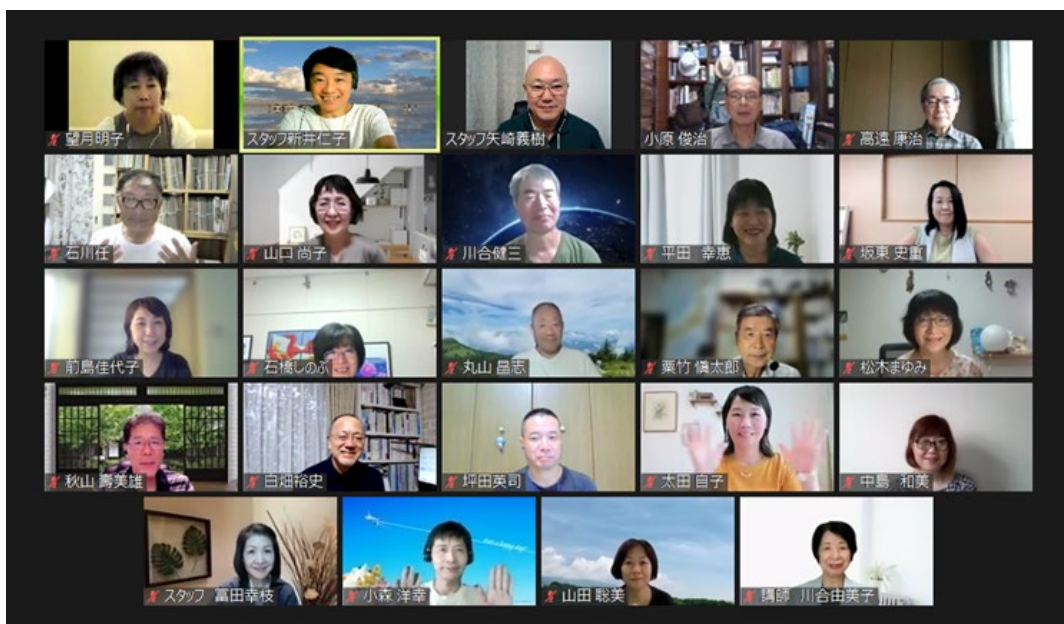 望月明子
スタッフ新井仁子
スタッフ矢崎義樹
小原 俊治
高遠 康治
石川任
山口 尚子
川合健三
平田 幸恵
坂東 史重
前島佳代子
石橋しのぶ
丸山 昌志
粟竹 愼太郎
松木まゆみ
秋山 壽美雄
白畑裕史
坪田英司
太田 自子
中島 和美
スタッフ 冨田幸枝
小森 洋幸
山田 聡美
講師 川合由美子